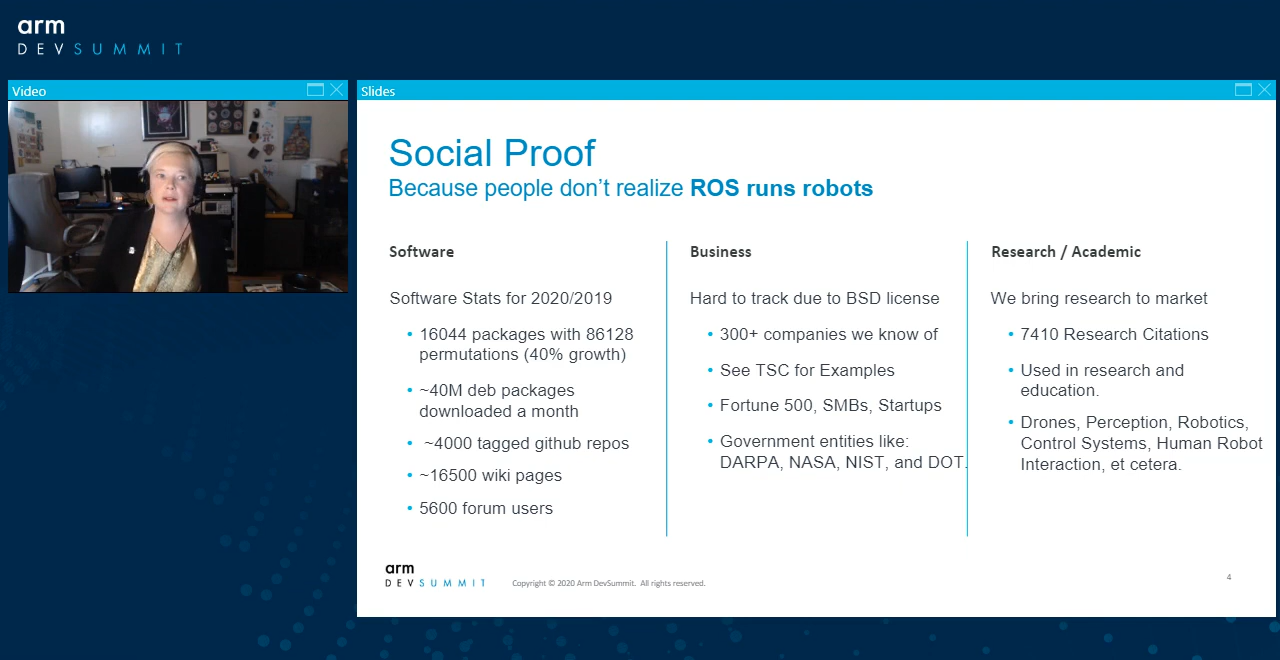 arm
DEVSUMMIT
Video
Slides
Social Proof
Because people don't realize ROS runs robots
Software
Software Stats for 2020/2019
• 16044 packages with 86128
permutations (40% growth)
• ~40M deb packages
downloaded a month
• ~4000 tagged github repos
• ~16500 wiki pages
• 5600 forum users
Business
Hard to track due to BSD license
• 300+ companies we know of
• See TSC for Examples
• Fortune 500, SMBs, Startups
• Government entities like:
DARPA, NASA, NIST, and DOT.
Research / Academic
We bring research to market
• 7410 Research Citations
• Used in research and
education.
• Drones, Perception, Robotics,
Control Systems, Human Robot
Interaction, et cetera.
arm
DEVSUMMIT
Copyright © 2020 Arm DevSummit. All rights reserved.
4